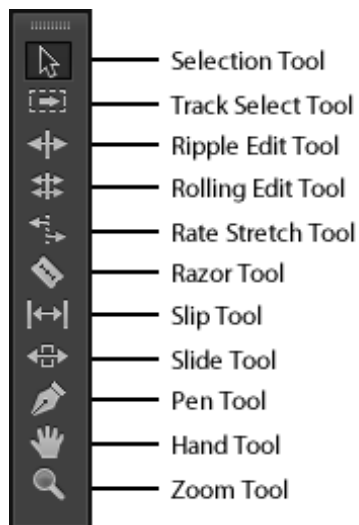 Selection Tool
Track Select Tool
Ripple Edit Tool
Rolling Edit Tool
Rate Stretch Tool
Razor Tool
Slip Tool
Slide Tool
Pen Tool
Hand Tool
Zoom Tool